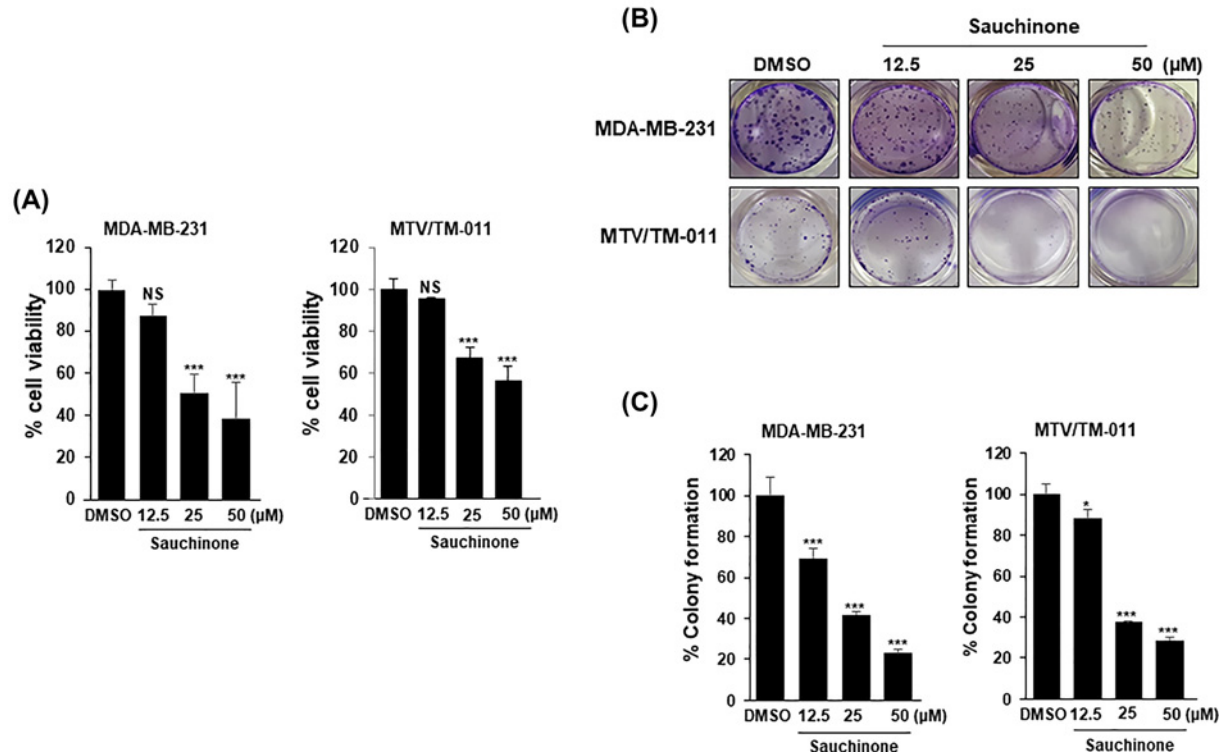 (B)
Sauchinone
DMSO 12.5 25 50 (µM)
MDA-MB-231
MTV/TM-011
(A)
MDA-MB-231
% cell viability
120
100
80
60
40
20
0
NS
***
***
DMSO 12.5 25 50 (µM)
Sauchinone
MTV/TM-011
% cell viability
120
100
80
60
40
20
0
NS
***
***
DMSO 12.5 25 50 (µM)
Sauchinone
(C)
MDA-MB-231
% Colony formation
120
100
80
60
40
20
0
***
***
***
DMSO 12.5 25 50 (µM)
Sauchinone
MTV/TM-011
% Colony formation
120
100
80
60
40
20
0
*
***
***
DMSO 12.5 25 50 (µM)
Sauchinone